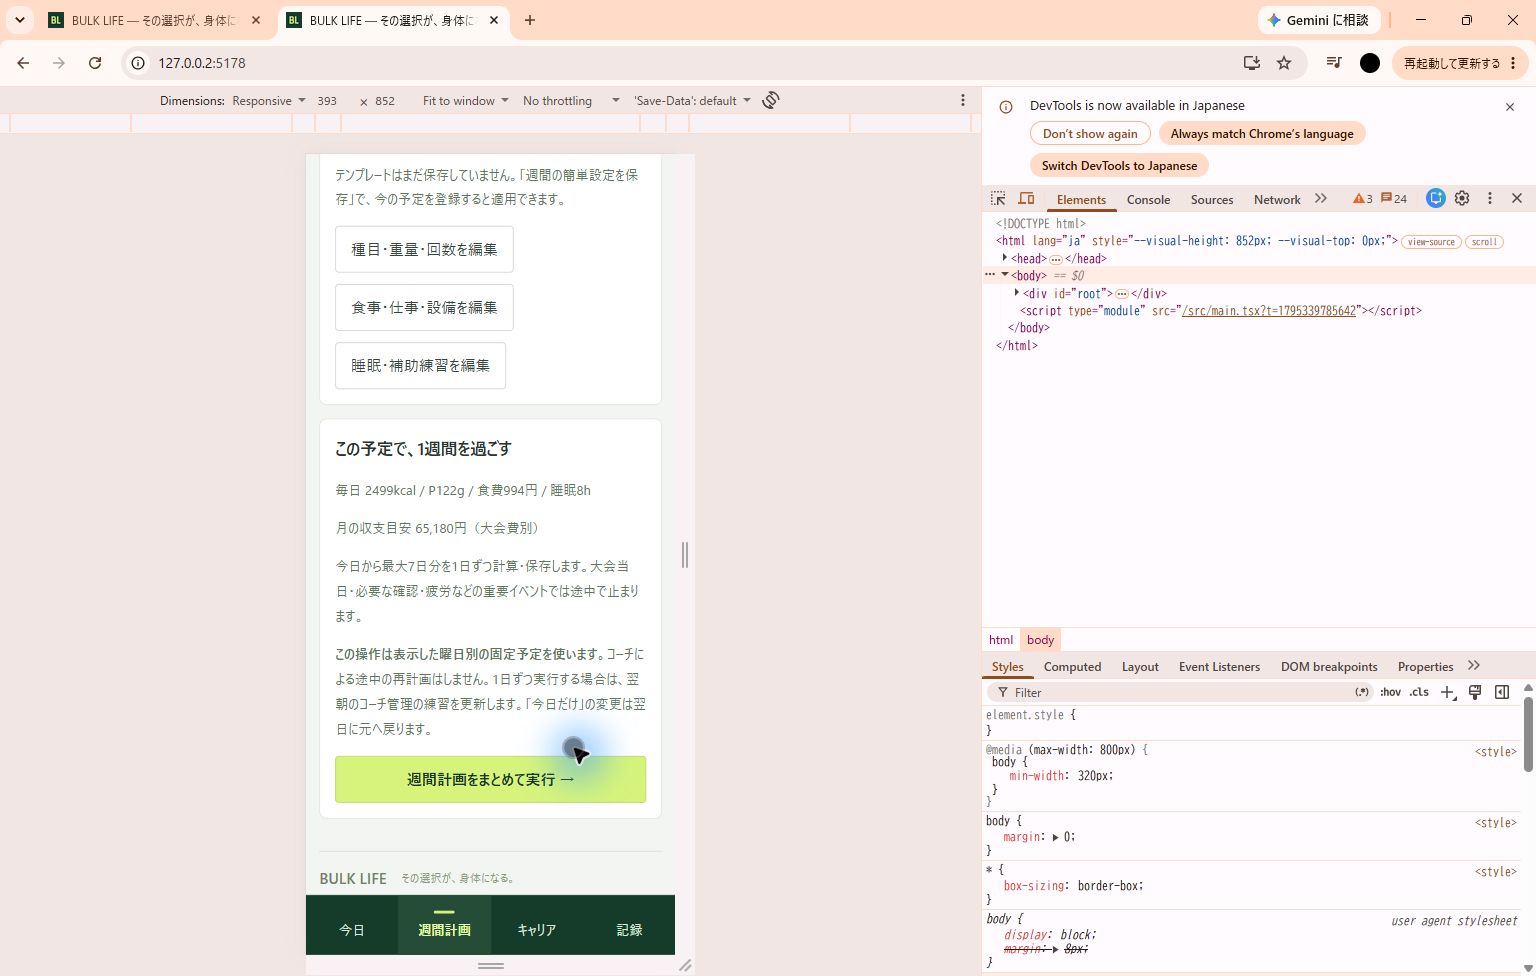 BL BULK LIFE — その選択が、身体に
BL BULK LIFE — その選択が、身体に
Gemini に相談
127.0.0.2:5178
再起動して更新する
Dimensions: Responsive 393 × 852 Fit to window No throttling 'Save-Data': default
テンプレートはまだ保存していません。「週間の簡単設定を保
存」で、今の予定を登録すると適用できます。
種目・重量・回数を編集
食事・仕事・設備を編集
睡眠・補助練習を編集
この予定で、1週間を過ごす
毎日 2499kcal / P122g / 食費994円 / 睡眠8h
月の収支目安 65,180円（大会費別）
今日から最大7日分を1日ずつ計算・保存します。大会当
日・必要な確認・疲労などの重要イベントでは途中で止まり
ます。
この操作は表示した曜日別の固定予定を使います。コーチに
よる途中の再計画はしません。1日ずつ実行する場合は、翌
朝のコーチ管理の練習を更新します。「今日だけ」の変更は翌
日に元へ戻ります。
週間計画をまとめて実行 →
BULK LIFE その選択が、身体になる。
今日 週間計画 キャリア 記録
DevTools is now available in Japanese
Don't show again Always match Chrome's language
Switch DevTools to Japanese
Elements Console Sources Network 3 24
<!DOCTYPE html>
<html lang="ja" style="--visual-height: 852px; --visual-top: 0px;"> view-source scroll
<head> … </head>
… <body> == $0
<div id="root"> … </div>
<script type="module" src="/src/main.tsx?t=1795339785642"></script>
</body>
</html>
html body
Styles Computed Layout Event Listeners DOM breakpoints Properties
Filter (.*) :hov .cls
element.style {
}
@media (max-width: 800px) { <style>
body {
min-width: 320px;
}
}
body { <style>
margin: 0;
}
* { <style>
box-sizing: border-box;
}
body { user agent stylesheet
display: block;
margin: 8px;
}